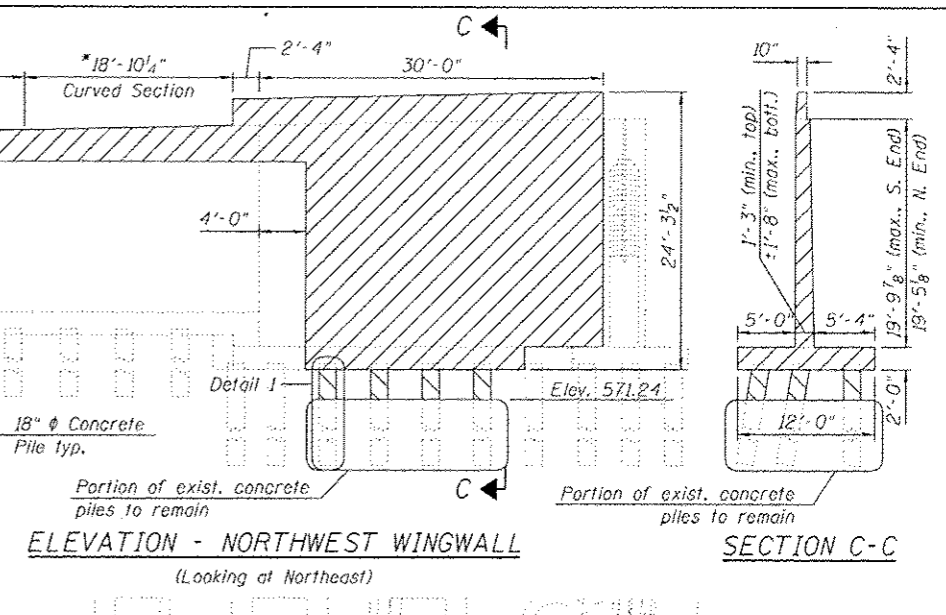 C
2'-4"
*18'-10¼"
Curved Section
30'-0"
4'-0"
24'-3½"
Detail 1
Elev. 571.24
18" φ Concrete
Pile typ.
Portion of exist. concrete
piles to remain
C
ELEVATION - NORTHWEST WINGWALL
(Looking at Northeast)
10"
2'-4"
1'-3" (min., top)
±1'-8" (max., bott.)
19'-9⅞" (max., S. End)
19'-5⅛" (min., N. End)
5'-0"
5'-4"
2'-0"
12'-0"
Portion of exist. concrete
piles to remain
SECTION C-C